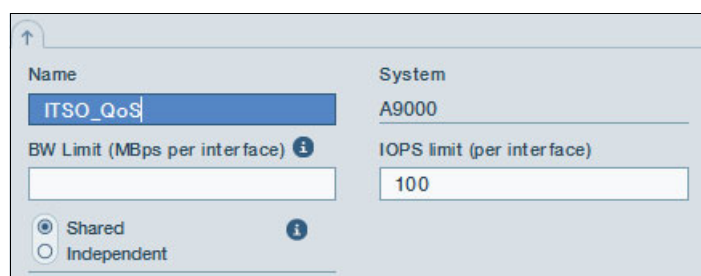 Name
System
ITSO_QoS
A9000
BW Limit (MBps per interface)
IOPS limit (per interface)
100
Shared
Independent